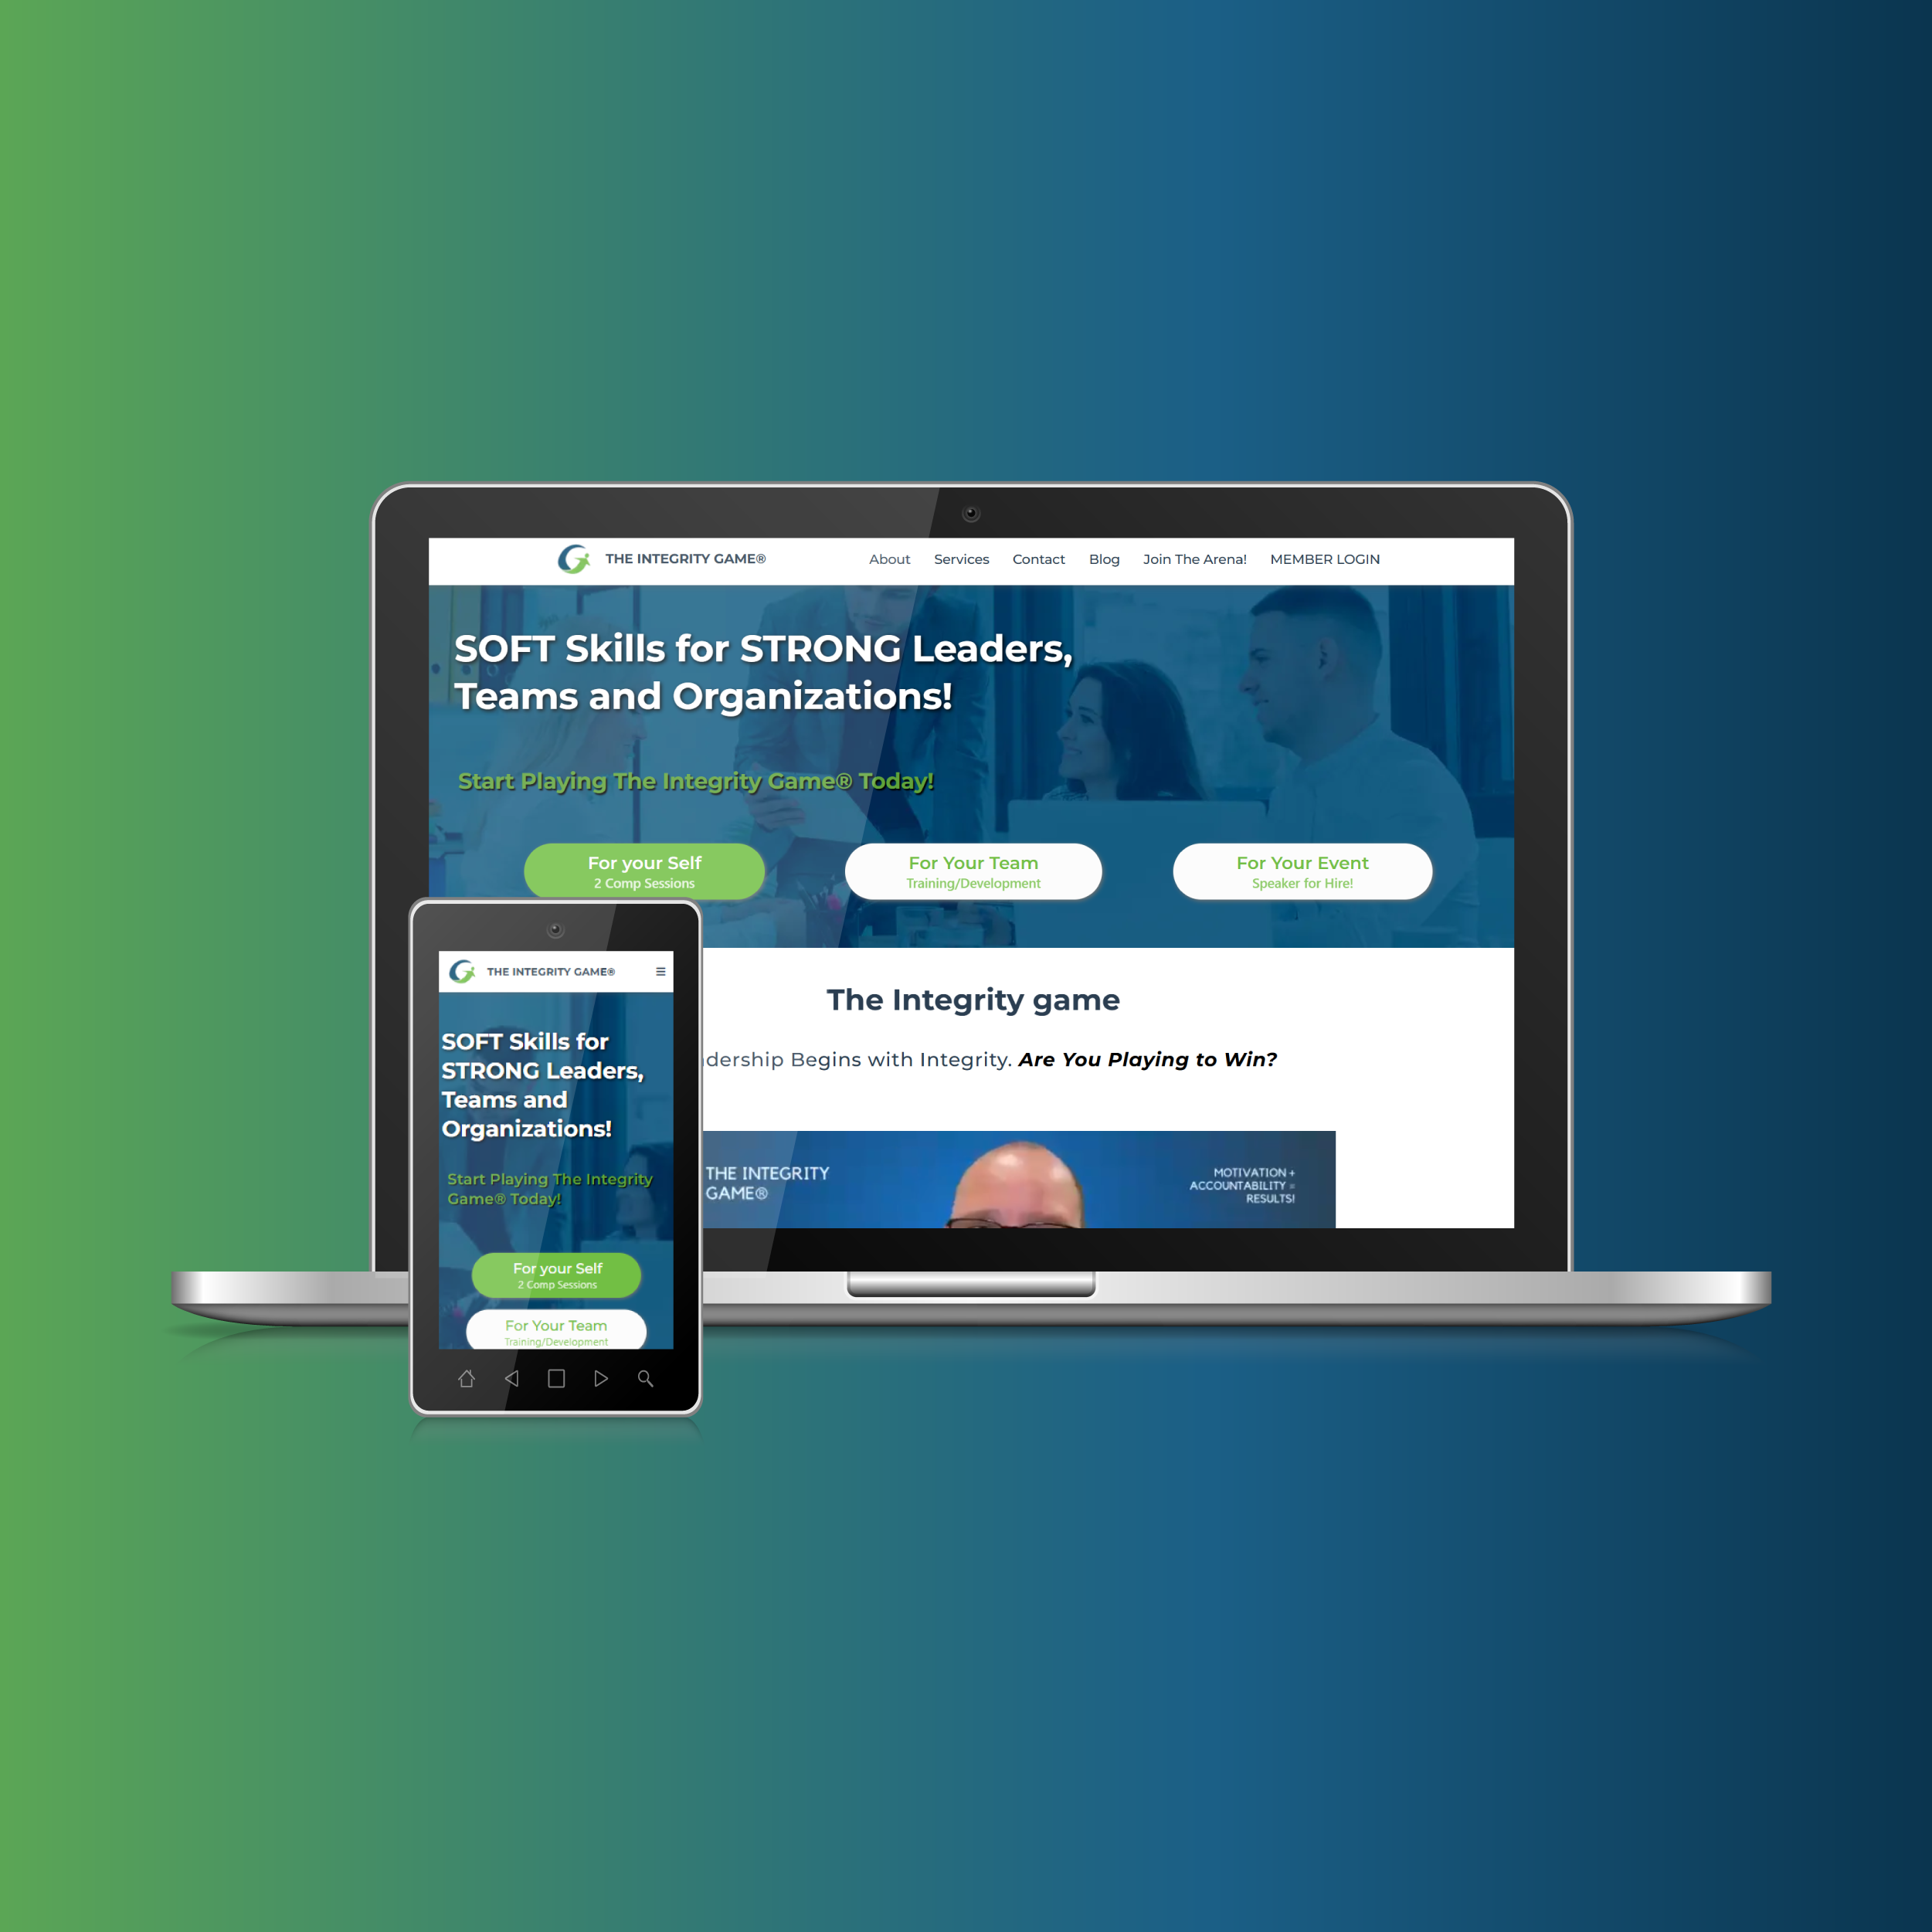 THE INTEGRITY GAME®
About Services Contact Blog Join The Arena! MEMBER LOGIN
SOFT Skills for STRONG Leaders,
Teams and Organizations!
Start Playing The Integrity Game® Today!
For your Self
2 Comp Sessions
For Your Team
Training/Development
For Your Event
Speaker for Hire!
The Integrity game
dership Begins with Integrity. Are You Playing to Win?
THE INTEGRITY
GAME®
MOTIVATION +
ACCOUNTABILITY =
RESULTS!
THE INTEGRITY GAME®
SOFT Skills for
STRONG Leaders,
Teams and
Organizations!
Start Playing The Integrity
Game® Today!
For your Self
2 Comp Sessions
For Your Team
Training/Development